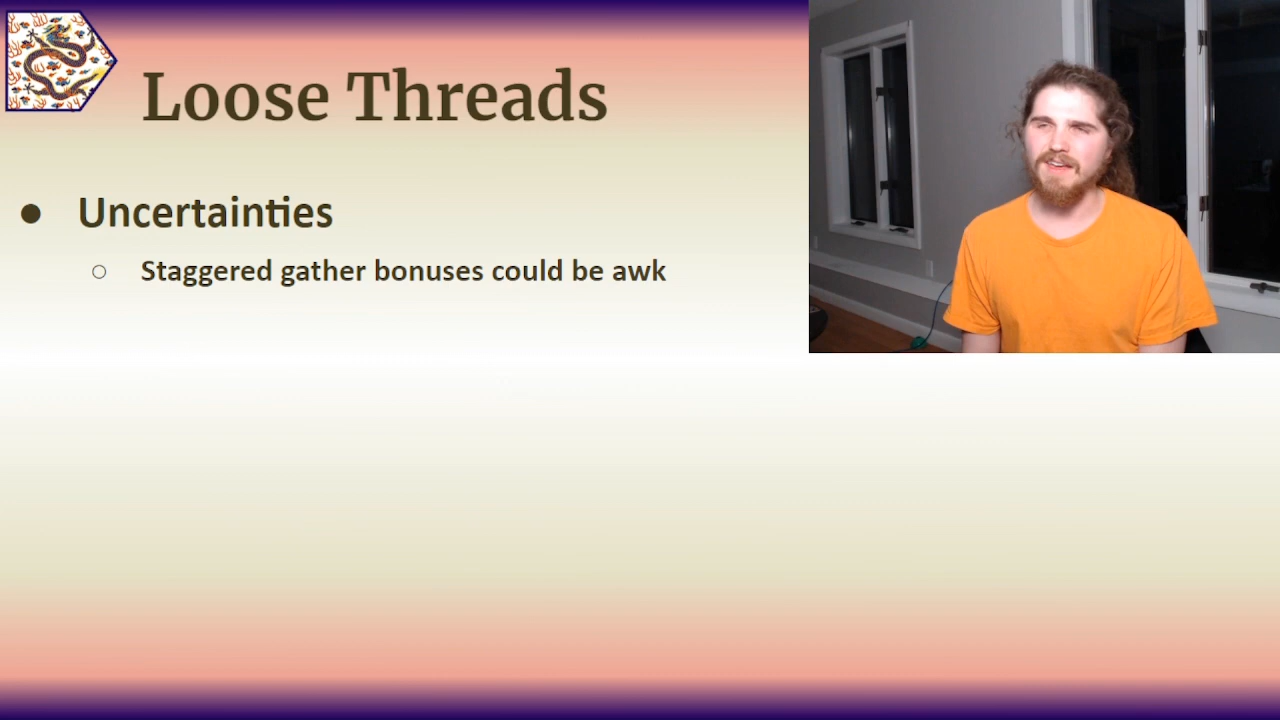 Loose Threads
● Uncertainties
○ Staggered gather bonuses could be awk